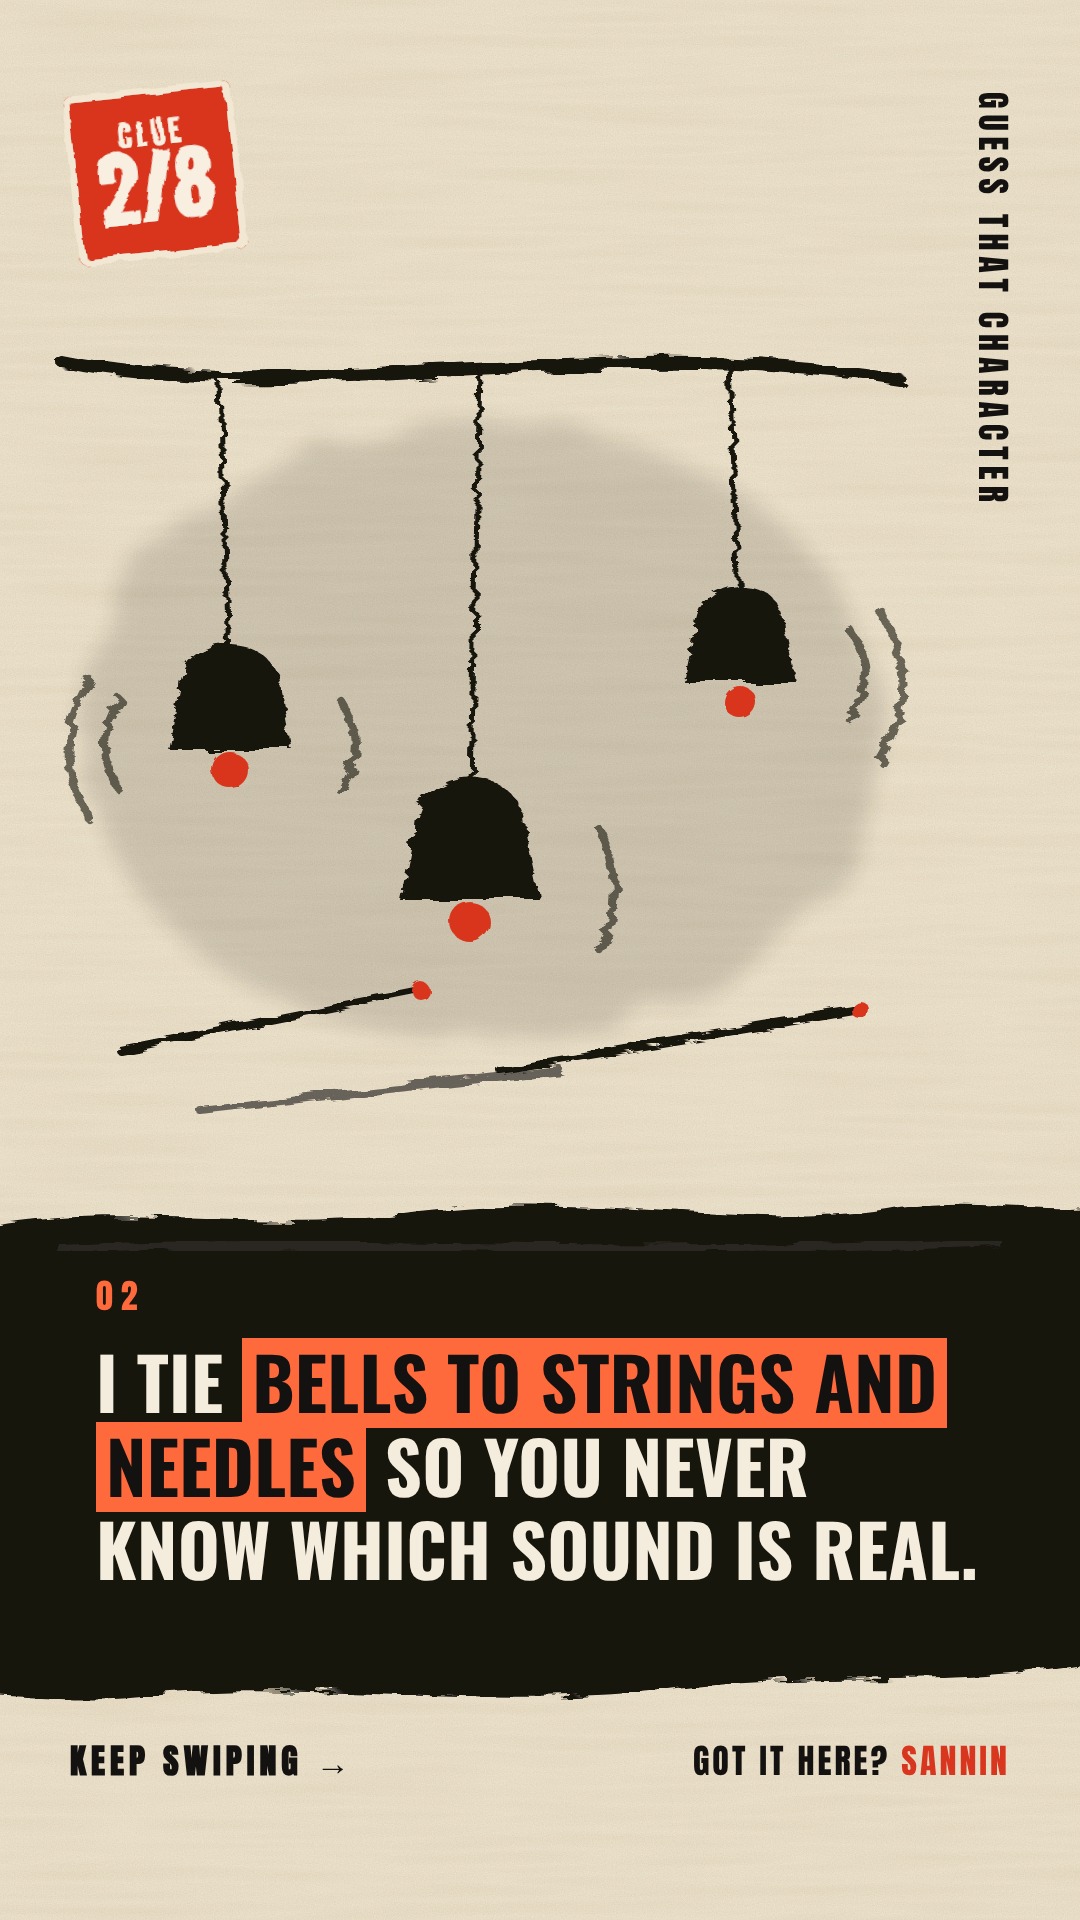 CLUE
2/8
GUESS THAT CHARACTER
02
I TIE BELLS TO STRINGS AND
NEEDLES SO YOU NEVER
KNOW WHICH SOUND IS REAL.
KEEP SWIPING →
GOT IT HERE? SANNIN